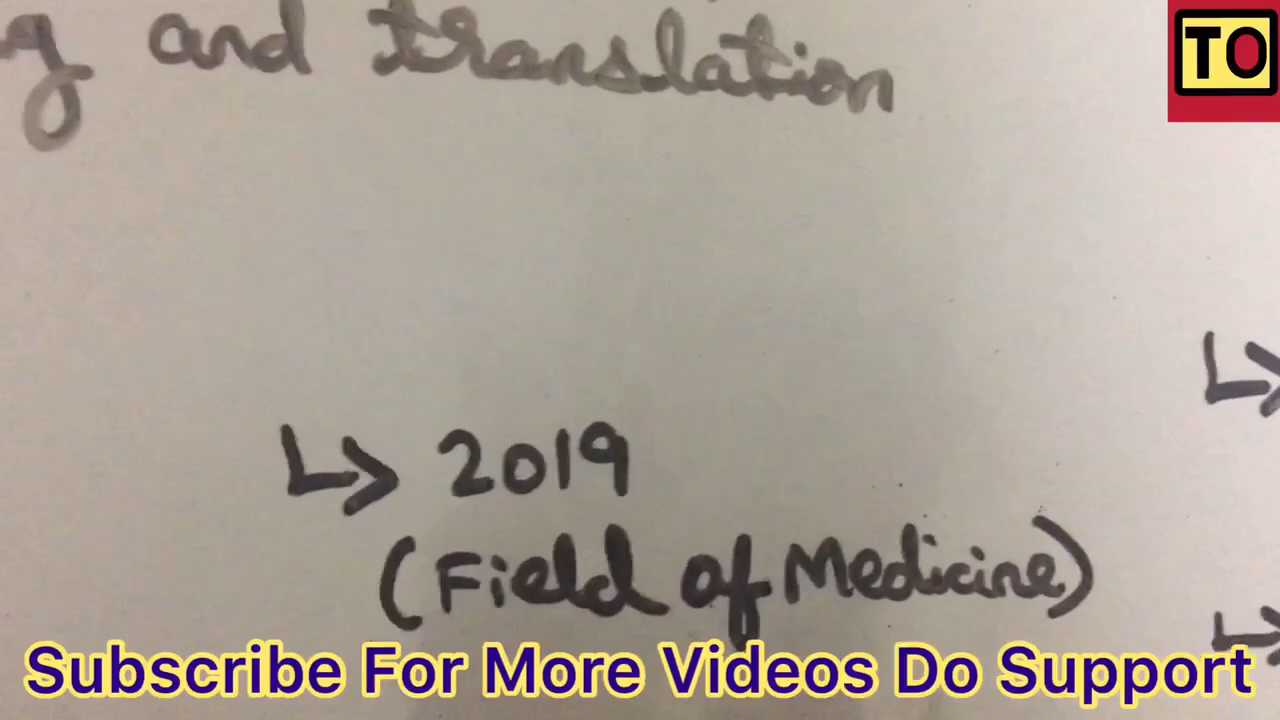 and translation
TO
2019
(Field of Medicine)
Subscribe For More Videos Do Support